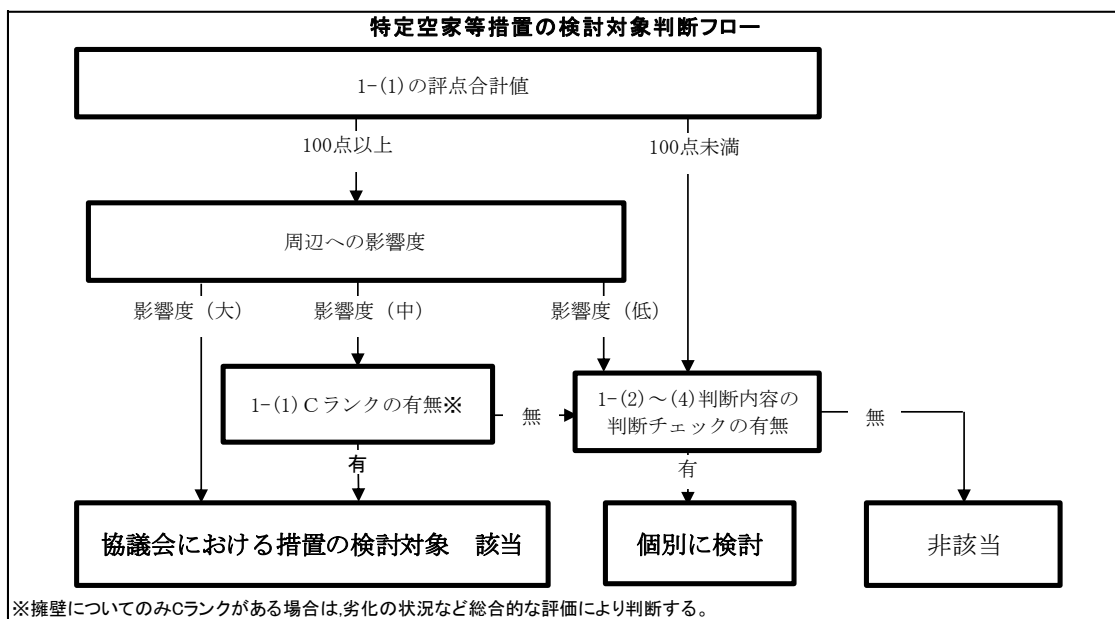 特定空家等措置の検討対象判断フロー
1-(1)の評点合計値
100点以上
100点未満
周辺への影響度
影響度（大）
影響度（中）
影響度（低）
1-(1)Ｃランクの有無※
無
1-(2)～(4)判断内容の
判断チェックの有無
無
有
有
協議会における措置の検討対象　該当
個別に検討
非該当
※擁壁についてのみCランクがある場合は,劣化の状況など総合的な評価により判断する。